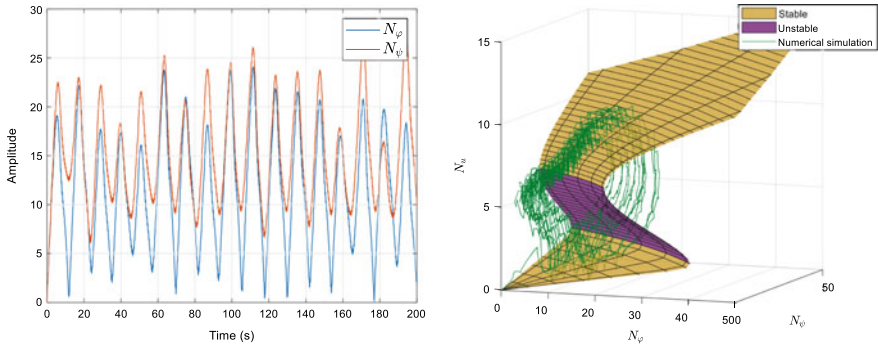 30
25
20
15
10
5
0
Amplitude
0 20 40 60 80 100 120 140 160 180 200
Time (s)
N_φ
N_ψ
Stable
Unstable
Numerical simulation
15
10
5
0
N_u
0 10 20 30 40 500
N_φ
50
N_ψ